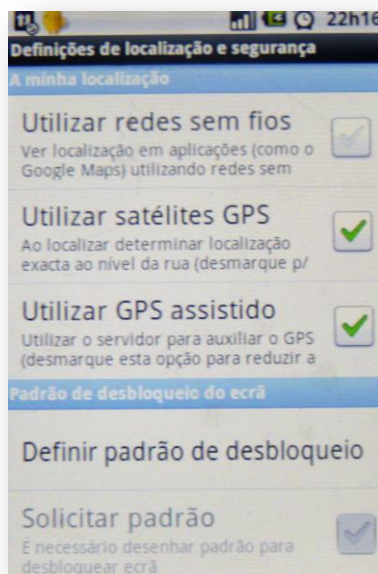 22h16
Definições de localização e segurança
A minha localização
Utilizar redes sem fios
Ver localização em aplicações (como o
Google Maps) utilizando redes sem
Utilizar satélites GPS
Ao localizar determinar localização
exacta ao nível da rua (desmarque p/
Utilizar GPS assistido
Utilizar o servidor para auxiliar o GPS
(desmarque esta opção para reduzir a
Padrão de desbloqueio do ecrã
Definir padrão de desbloqueio
Solicitar padrão
É necessário desenhar padrão para
desbloquear ecrã